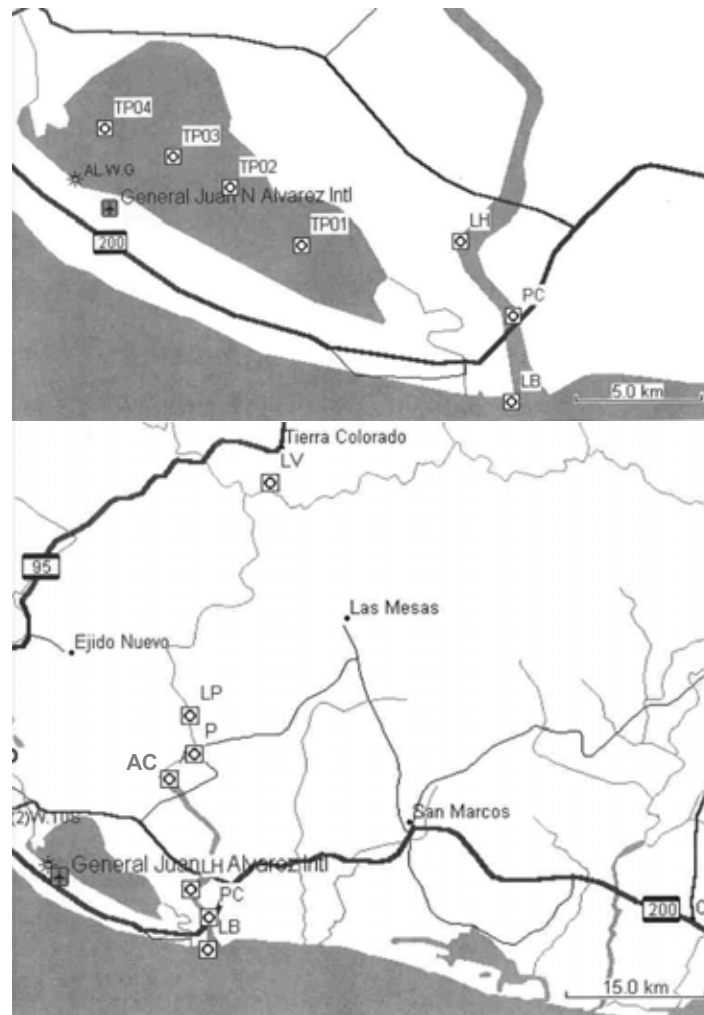 TP04
TP03
AL.W.G
TP02
General Juan N Alvarez Intl
200
TP01
LH
PC
LB
5.0 km
Tierra Colorado
LV
95
Las Mesas
Ejido Nuevo
LP
P
AC
San Marcos
General Juan
LH
Alvarez Intl
PC
200
LB
15.0 km